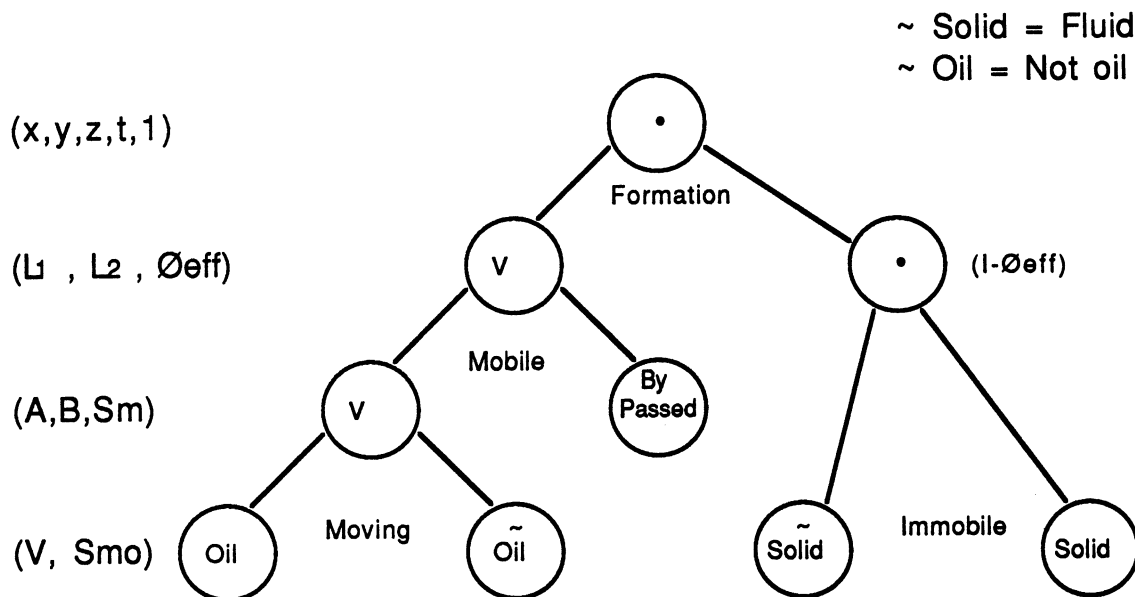 ~ Solid = Fluid
~ Oil = Not oil
(x,y,z,t,1)
•
Formation
(L1 , L2 , Øeff)
V
•
(I-Øeff)
Mobile
(A,B,Sm)
V
By
Passed
(V, Smo)
Oil
Moving
~
Oil
~
Solid
Immobile
Solid